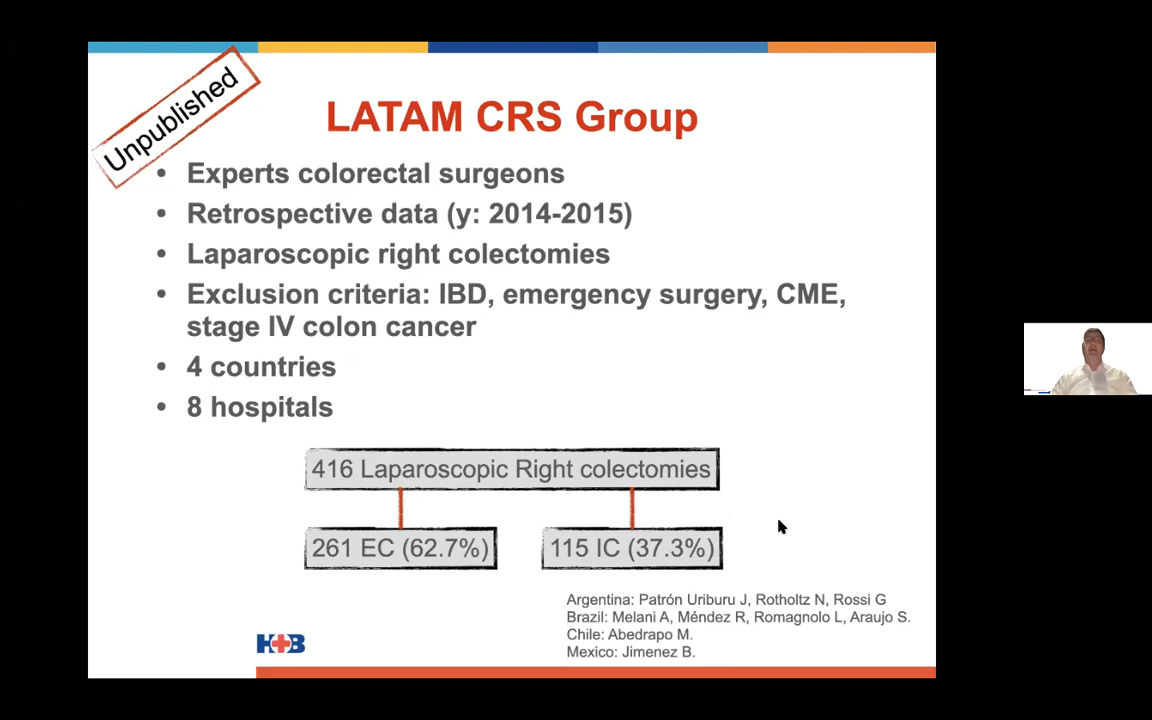 Unpublished
LATAM CRS Group
• Experts colorectal surgeons
• Retrospective data (y: 2014-2015)
• Laparoscopic right colectomies
• Exclusion criteria: IBD, emergency surgery, CME,
stage IV colon cancer
• 4 countries
• 8 hospitals
416 Laparoscopic Right colectomies
261 EC (62.7%)
115 IC (37.3%)
Argentina: Patrón Uriburu J, Rotholtz N, Rossi G
Brazil: Melani A, Méndez R, Romagnolo L, Araujo S.
Chile: Abedrapo M.
Mexico: Jimenez B.
H+B